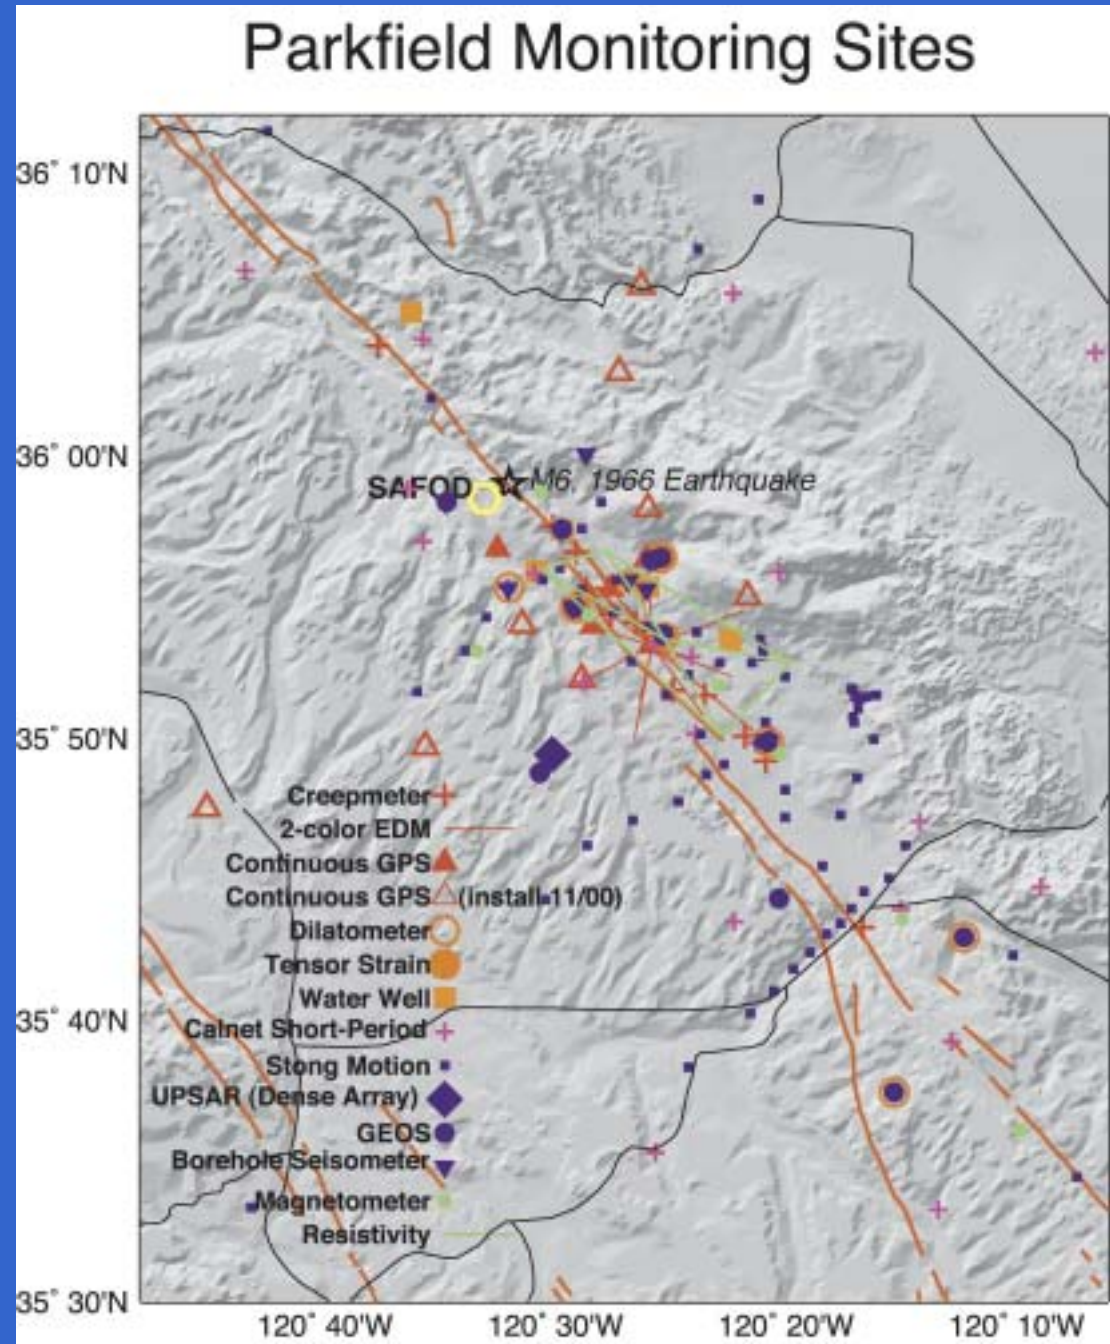 Parkfield Monitoring Sites
36° 10'N
36° 00'N
SAFOD
M6, 1966 Earthquake
35° 50'N
Creepmeter
2-color EDM
Continuous GPS
Continuous GPS (install 11/00)
Dilatometer
Tensor Strain
Water Well
35° 40'N
Calnet Short-Period
Stong Motion
UPSAR (Dense Array)
GEOS
Borehole Seisometer
Magnetometer
Resistivity
35° 30'N
120° 40'W
120° 30'W
120° 20'W
120° 10'W